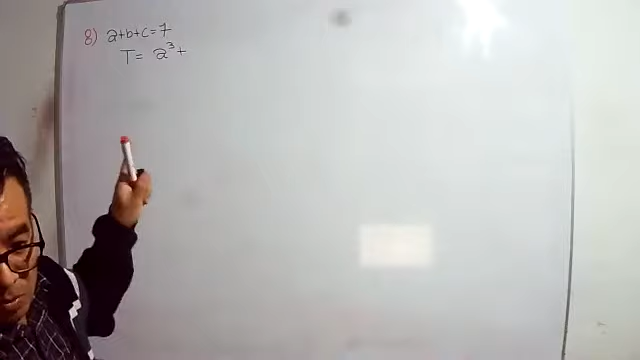 8) a+b+c=7
T= a³+